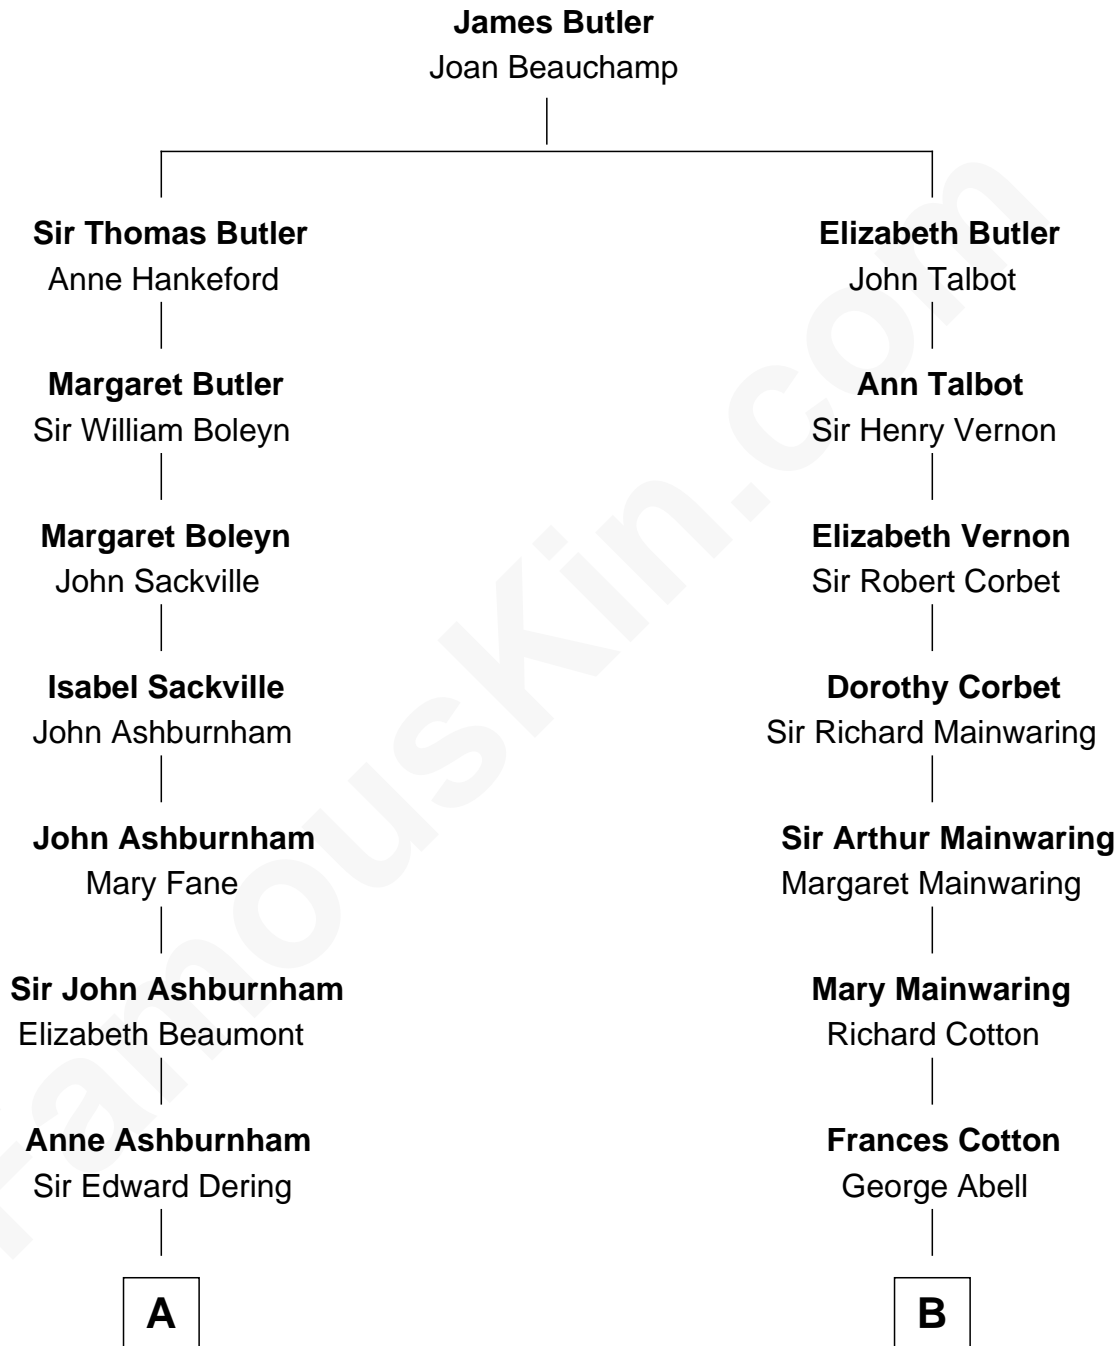 James Butler
Joan Beauchamp
Sir Thomas Butler
Anne Hankeford
Elizabeth Butler
John Talbot
Margaret Butler
Sir William Boleyn
Ann Talbot
Sir Henry Vernon
Margaret Boleyn
John Sackville
Elizabeth Vernon
Sir Robert Corbet
Isabel Sackville
John Ashburnham
Dorothy Corbet
Sir Richard Mainwaring
John Ashburnham
Mary Fane
Sir Arthur Mainwaring
Margaret Mainwaring
Sir John Ashburnham
Elizabeth Beaumont
Mary Mainwaring
Richard Cotton
Anne Ashburnham
Sir Edward Dering
Frances Cotton
George Abell
A
B
FamousKin.com